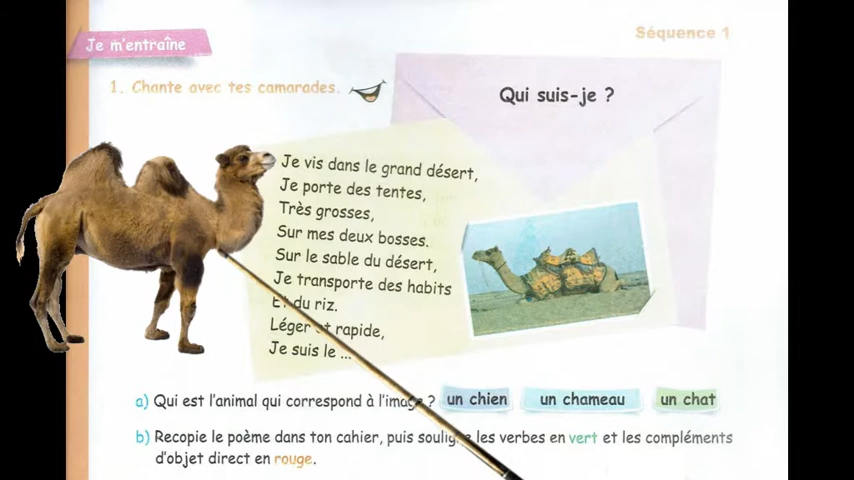 Je m'entraîne
Séquence 1
1. Chante avec tes camarades.
Qui suis-je ?
Je vis dans le grand désert,
Je porte des tentes,
Très grosses,
Sur mes deux bosses.
Sur le sable du désert,
Je transporte des habits
Et du riz.
Léger et rapide,
Je suis le ...
a) Qui est l'animal qui correspond à l'image ? un chien un chameau un chat
b) Recopie le poème dans ton cahier, puis souligne les verbes en vert et les compléments
d'objet direct en rouge.